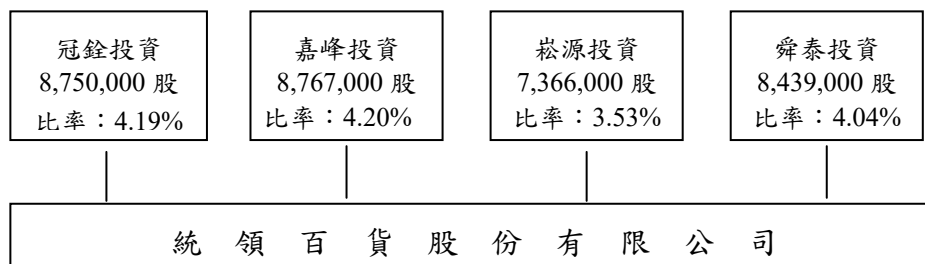 冠銓投資
8,750,000 股
比率：4.19%
嘉峰投資
8,767,000 股
比率：4.20%
崧源投資
7,366,000 股
比率：3.53%
舜泰投資
8,439,000 股
比率：4.04%
統領百貨股份有限公司